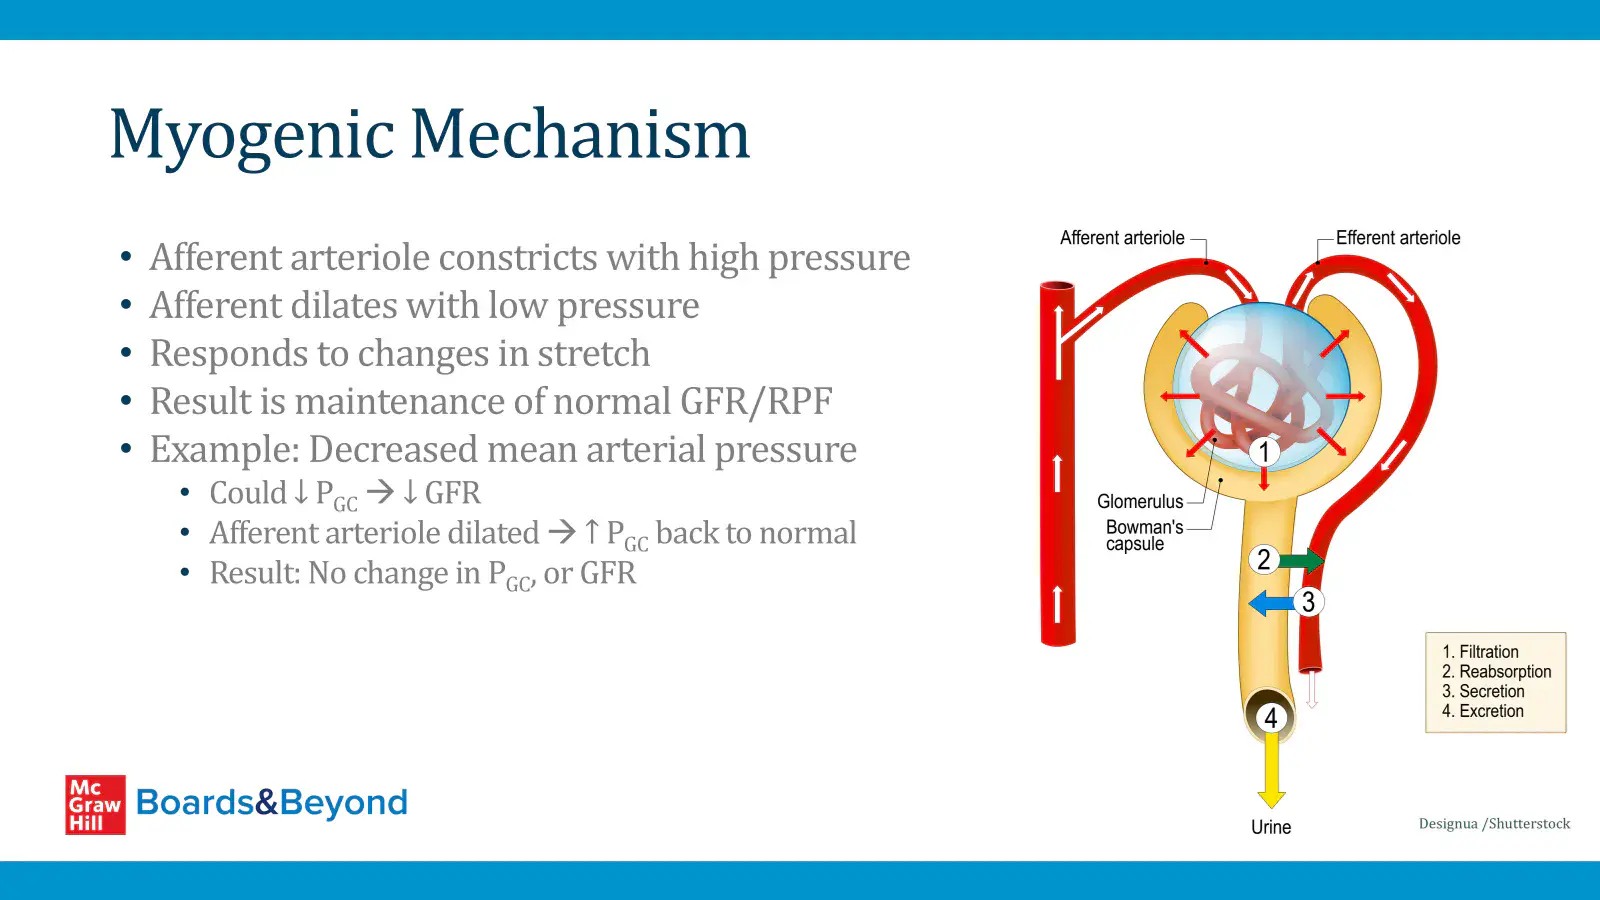 Myogenic Mechanism
• Afferent arteriole constricts with high pressure
• Afferent dilates with low pressure
• Responds to changes in stretch
• Result is maintenance of normal GFR/RPF
• Example: Decreased mean arterial pressure
• Could ↓ PGC → ↓ GFR
• Afferent arteriole dilated → ↑ PGC back to normal
• Result: No change in PGC, or GFR
Afferent arteriole
Efferent arteriole
1
Glomerulus
Bowman's
capsule
2
3
4
Urine
1. Filtration
2. Reabsorption
3. Secretion
4. Excretion
Mc
Graw
Hill
Boards&Beyond
Designua /Shutterstock